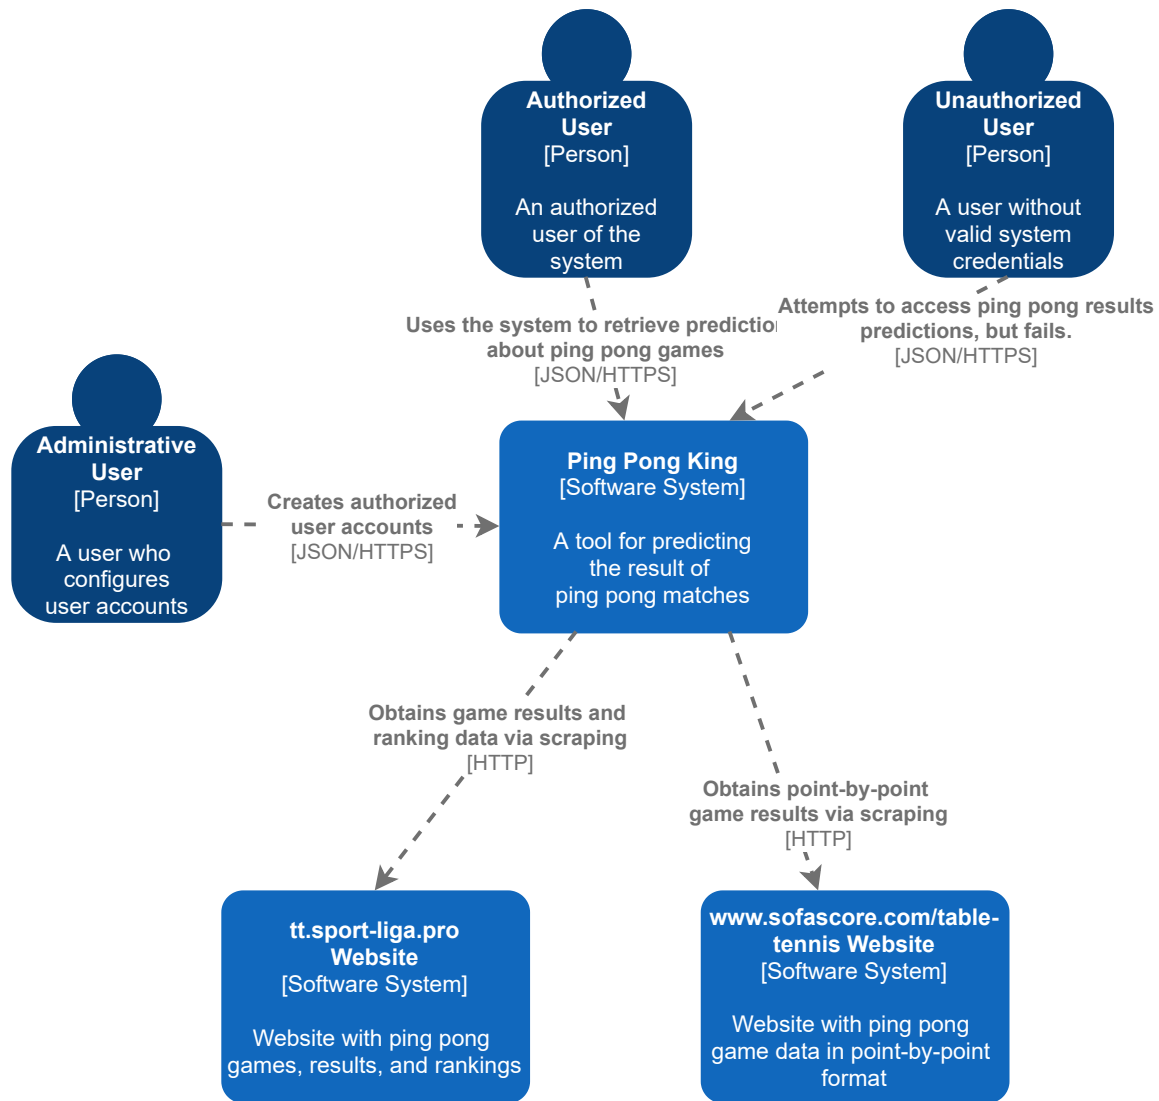 Authorized
User
[Person]
An authorized
user of the
system
Unauthorized
User
[Person]
A user without
valid system
credentials
Uses the system to retrieve prediction
about ping pong games
[JSON/HTTPS]
Attempts to access ping pong results
predictions, but fails.
[JSON/HTTPS]
Administrative
User
[Person]
A user who
configures
user accounts
Creates authorized
user accounts
[JSON/HTTPS]
Ping Pong King
[Software System]
A tool for predicting
the result of
ping pong matches
Obtains game results and
ranking data via scraping
[HTTP]
Obtains point-by-point
game results via scraping
[HTTP]
tt.sport-liga.pro
Website
[Software System]
Website with ping pong
games, results, and rankings
www.sofascore.com/table-
tennis Website
[Software System]
Website with ping pong
game data in point-by-point
format